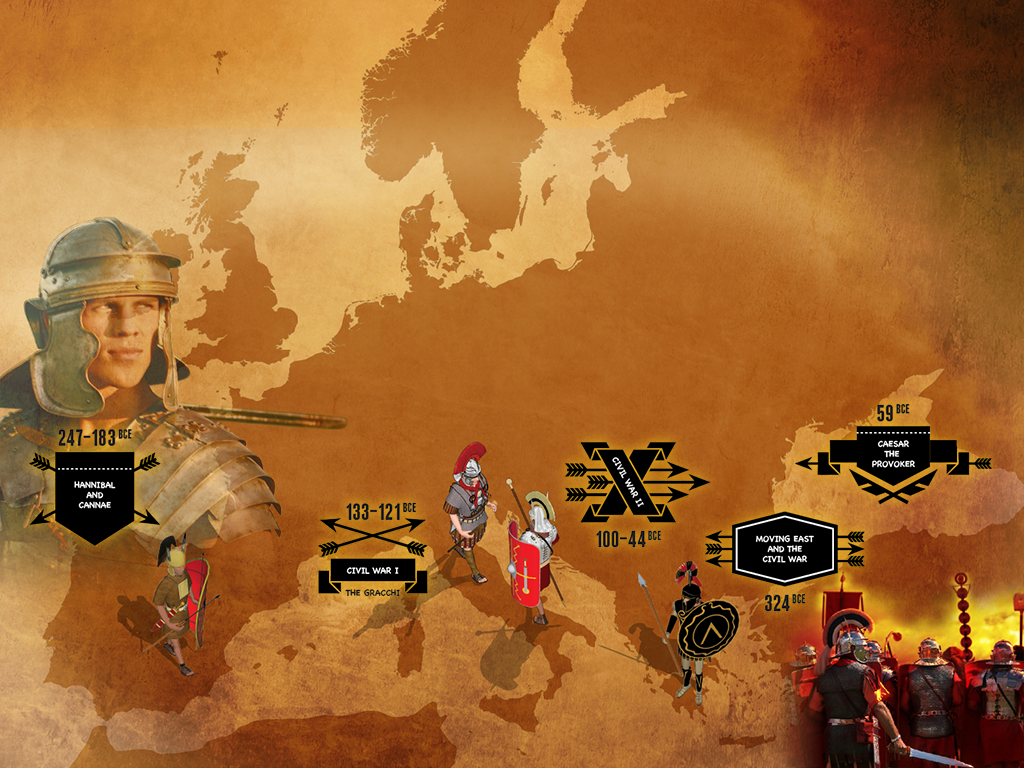 247–183 BCE
HANNIBAL
AND
CANNAE
133–121 BCE
CIVIL WAR I
THE GRACCHI
CIVIL WAR II
100–44 BCE
59 BCE
CAESAR
THE
PROVOKER
MOVING EAST
AND THE
CIVIL WAR
324 BCE